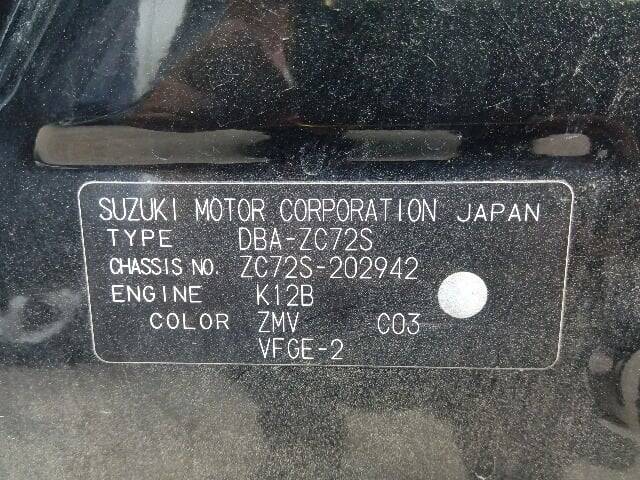 SUZUKI MOTOR CORPORATION JAPAN
TYPE DBA-ZC72S
CHASSIS NO. ZC72S-202942
ENGINE K12B
COLOR ZMV C03
VFGE-2